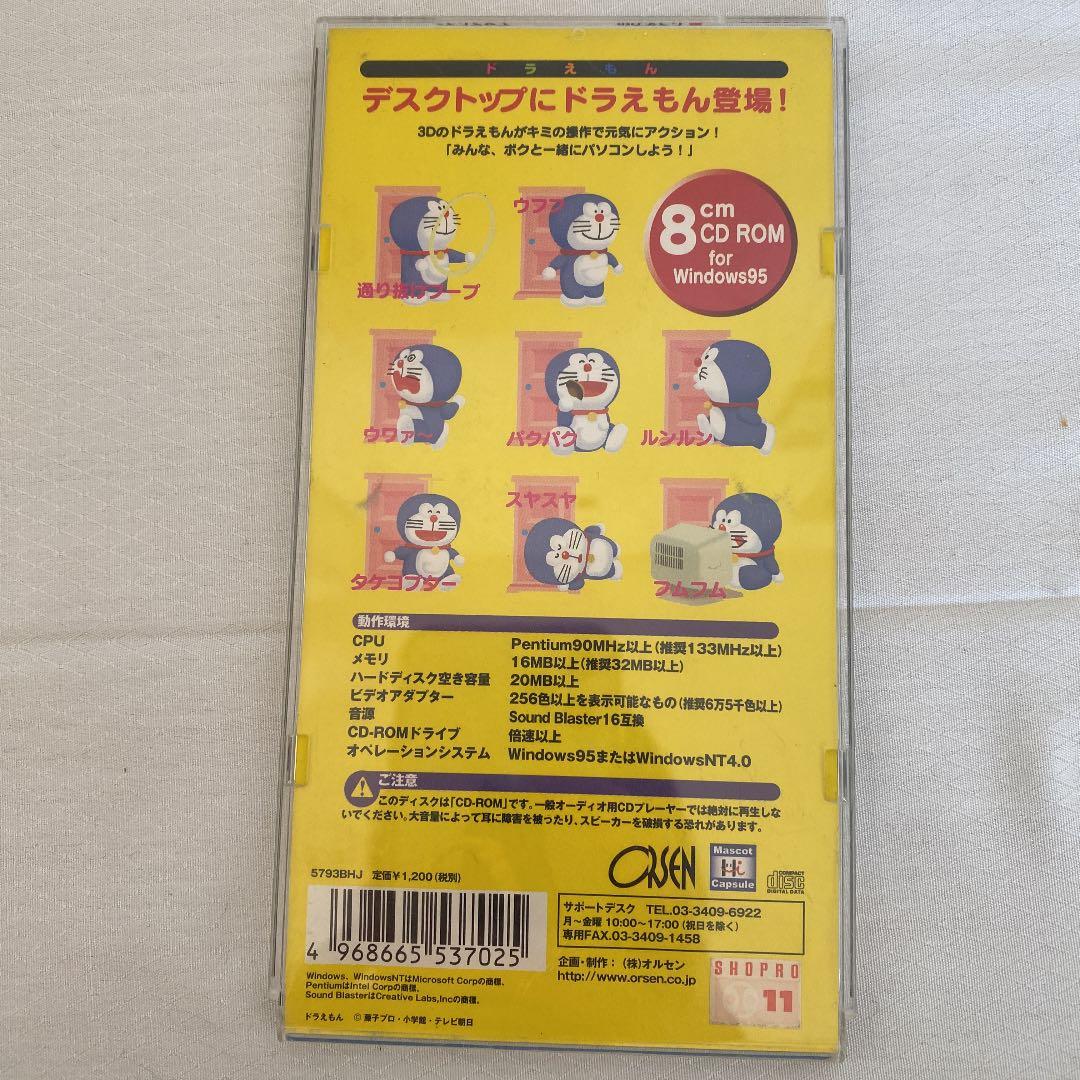 ドラえもん
デスクトップにドラえもん登場！
3Dのドラえもんがキミの操作で元気にアクション！
「みんな、ボクと一緒にパソコンしよう！」
8cm
CD ROM
for
Windows95
通り抜けフープ
ウフフ
ウワァ〜
パクパク
ルンルン
タケコプター
スヤスヤ
フムフム
動作環境
CPU Pentium90MHz以上(推奨133MHz以上)
メモリ 16MB以上(推奨32MB以上)
ハードディスク空き容量 20MB以上
ビデオアダプター 256色以上を表示可能なもの(推奨6万5千色以上)
音源 Sound Blaster16互換
CD-ROMドライブ 倍速以上
オペレーションシステム Windows95またはWindowsNT4.0
ご注意
このディスクは「CD-ROM」です。一般オーディオ用CDプレーヤーでは絶対に再生しな
いでください。大音量によって耳に障害を被ったり、スピーカーを破損する恐れがあります。
ORSEN
Mascot
Hi
Capsule
COMPACT
disc
DIGITAL DATA
5793BHJ 定価¥1,200(税別)
4 968665 537025
サポートデスク TEL.03-3409-6922
月〜金曜 10:00〜17:00(祝日を除く)
専用FAX.03-3409-1458
企画・制作：(株)オルセン
http://www.orsen.co.jp
SHOPRO
11
Windows、WindowsNTはMicrosoft Corpの商標。
PentiumはIntel Corpの商標。
Sound BlasterはCreative Labs,Incの商標。
ドラえもん ©藤子プロ・小学館・テレビ朝日